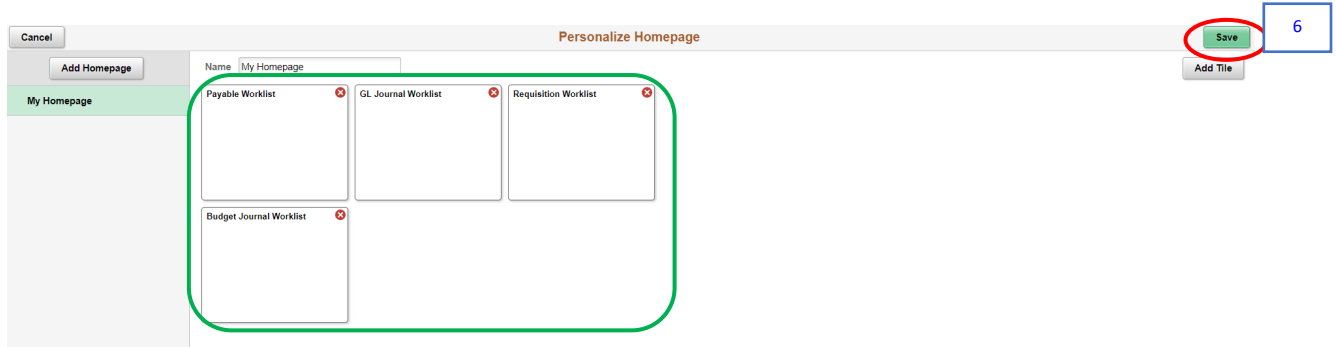 6
Cancel
Personalize Homepage
Save
Add Homepage
Name My Homepage
Add Tile
My Homepage
Payable Worklist
GL Journal Worklist
Requisition Worklist
Budget Journal Worklist